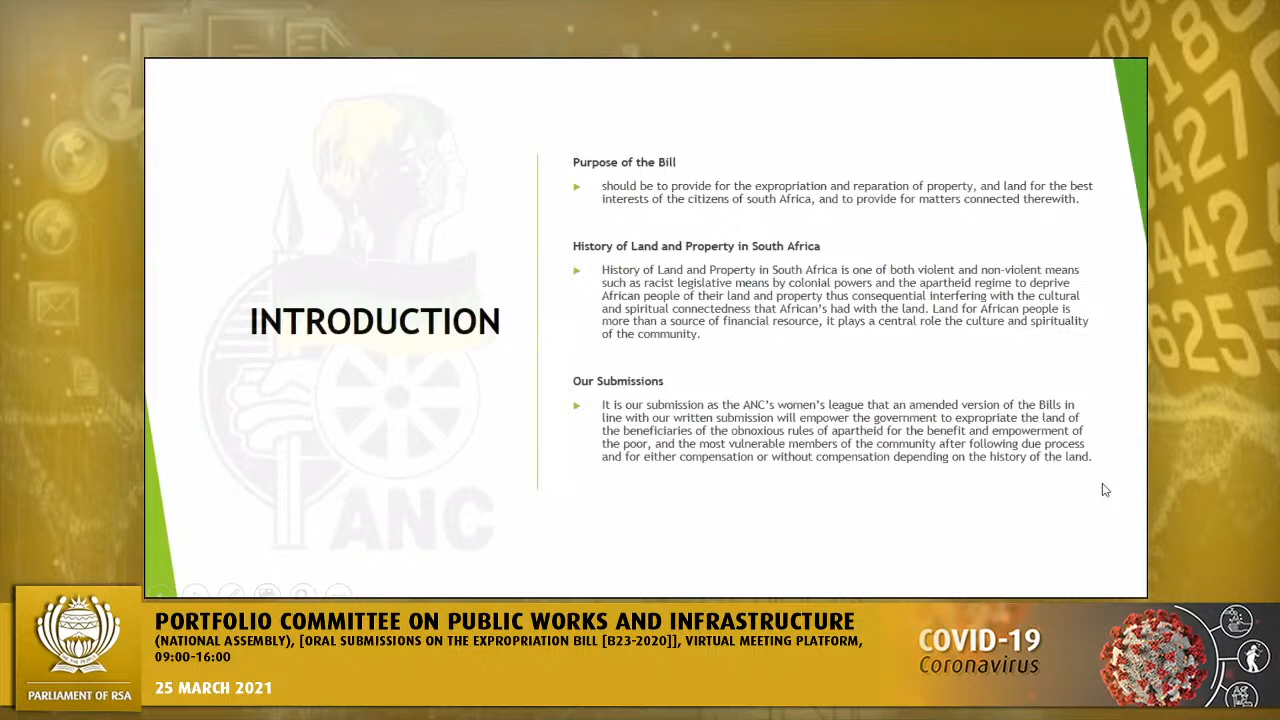 INTRODUCTION
ANC
Purpose of the Bill
should be to provide for the expropriation and reparation of property, and land for the best
interests of the citizens of south Africa, and to provide for matters connected therewith.
History of Land and Property in South Africa
History of Land and Property in South Africa is one of both violent and non-violent means
such as racist legislative means by colonial powers and the apartheid regime to deprive
African people of their land and property thus consequential interfering with the cultural
and spiritual connectedness that African's had with the land. Land for African people is
more than a source of financial resource, it plays a central role the culture and spirituality
of the community.
Our Submissions
It is our submission as the ANC's women's league that an amended version of the Bills in
line with our written submission will empower the government to expropriate the land of
the beneficiaries of the obnoxious rules of apartheid for the benefit and empowerment of
the poor, and the most vulnerable members of the community after following due process
and for either compensation or without compensation depending on the history of the land.
PARLIAMENT OF RSA
PORTFOLIO COMMITTEE ON PUBLIC WORKS AND INFRASTRUCTURE
(NATIONAL ASSEMBLY), [ORAL SUBMISSIONS ON THE EXPROPRIATION BILL [B23-2020]], VIRTUAL MEETING PLATFORM,
09:00-16:00
25 MARCH 2021
COVID-19
Coronavirus